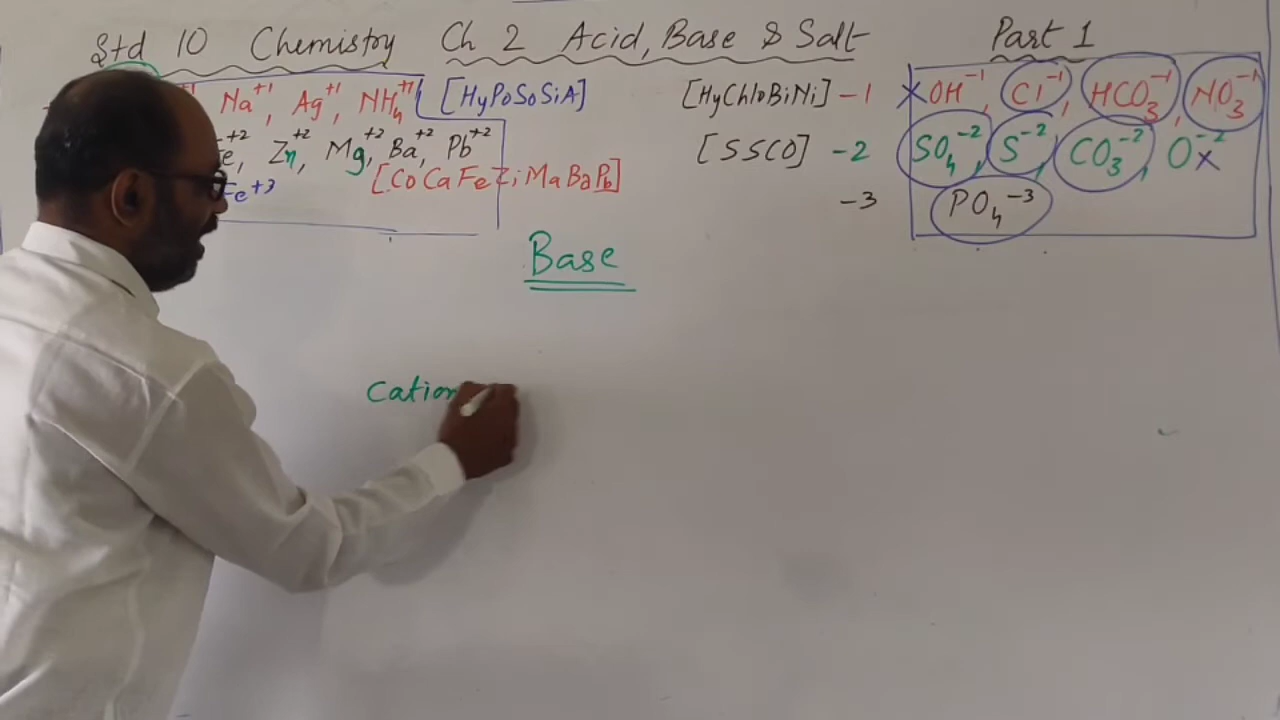 Std 10 Chemistry Ch 2 Acid, Base & Salt Part 1
Na⁺¹, Ag⁺¹, NH₄⁺¹ [HyPoSoSiA] [HyChloBiNi] -1 ×OH⁻¹, Cl⁻¹, HCO₃⁻¹, NO₃⁻¹
⁺², Zn⁺², Mg⁺², Ba⁺², Pb⁺² [SSCO] -2 SO₄⁻², S⁻², CO₃⁻², O⁻²×
Fe⁺³ [CoCaFeZiMaBaPb] -3 PO₄⁻³
Base
Cation